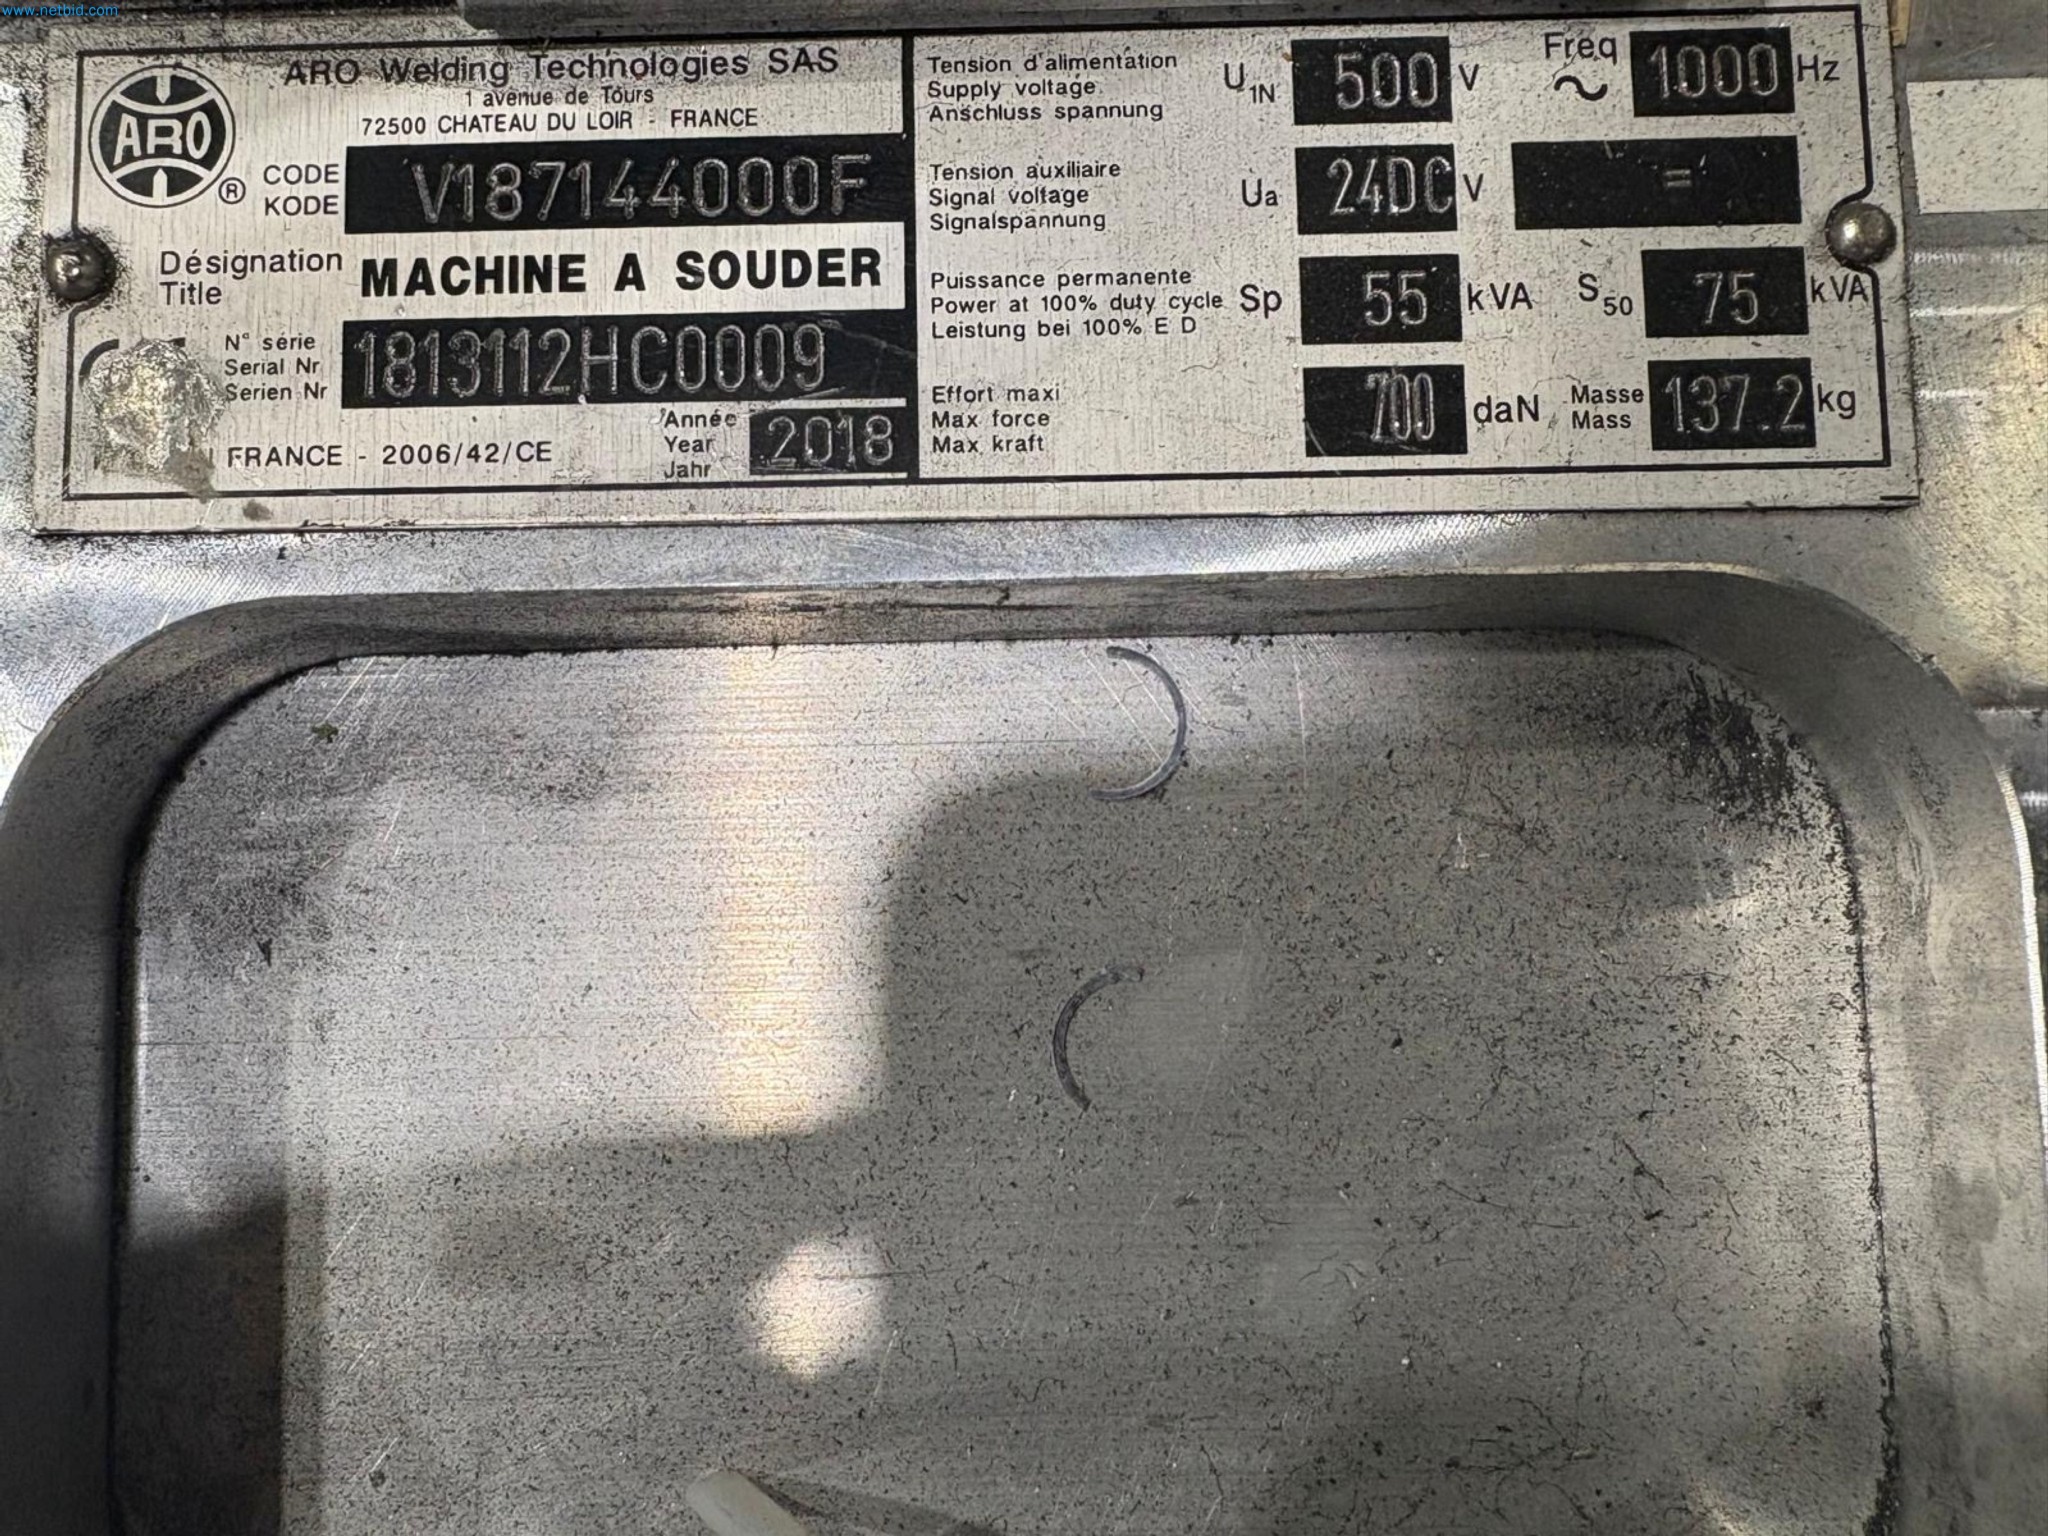 www.netbid.com
ARO Welding Technologies SAS
1 avenue de Tours
72500 CHATEAU DU LOIR - FRANCE
ARO ®
CODE
KODE
V187144000F
Désignation
Title
MACHINE A SOUDER
N° série
Serial Nr
Serien Nr
1813112HC0009
FRANCE - 2006/42/CE
Année
Year
Jahr
2018
Tension d'alimentation
Supply voltage
Anschluss spannung
U1N 500 V
Freq
~ 1000 Hz
Tension auxiliaire
Signal voltage
Signalspannung
Ua 24DC V =
Puissance permanente
Power at 100% duty cycle
Leistung bei 100% E D
Sp 55 kVA S50 75 kVA
Effort maxi
Max force
Max kraft
700 daN
Masse
Mass
137.2 kg